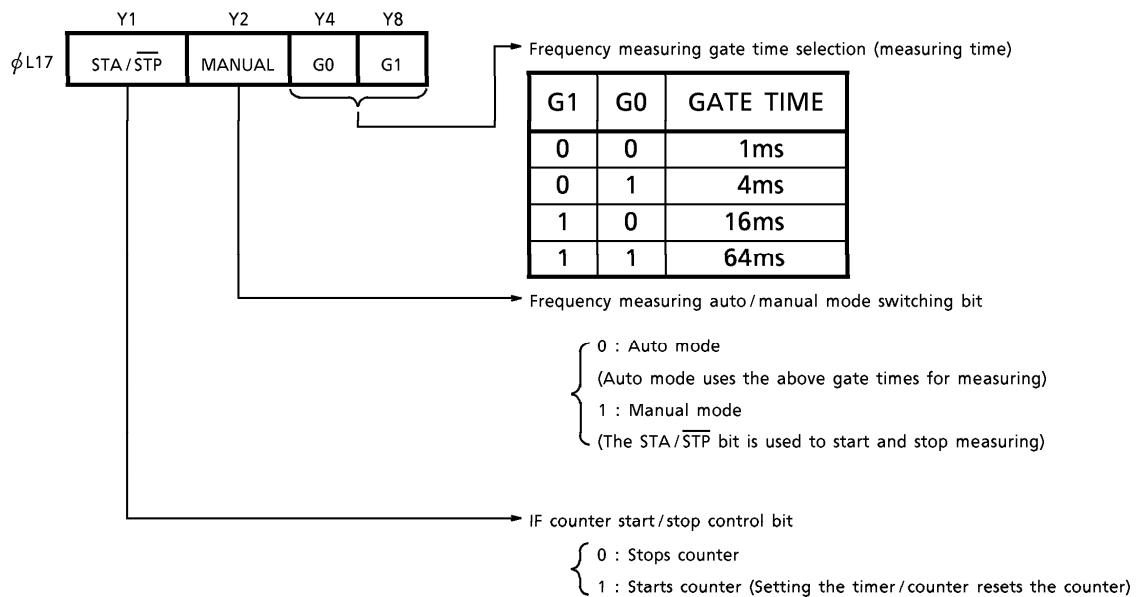 Y1 Y2 Y4 Y8
ϕL17 STA/S̅T̅P̅ MANUAL G0 G1
Frequency measuring gate time selection (measuring time)
G1 G0 GATE TIME
0 0 1ms
0 1 4ms
1 0 16ms
1 1 64ms
Frequency measuring auto/manual mode switching bit
0 : Auto mode
(Auto mode uses the above gate times for measuring)
1 : Manual mode
(The STA/S̅T̅P̅ bit is used to start and stop measuring)
IF counter start/stop control bit
0 : Stops counter
1 : Starts counter (Setting the timer/counter resets the counter)